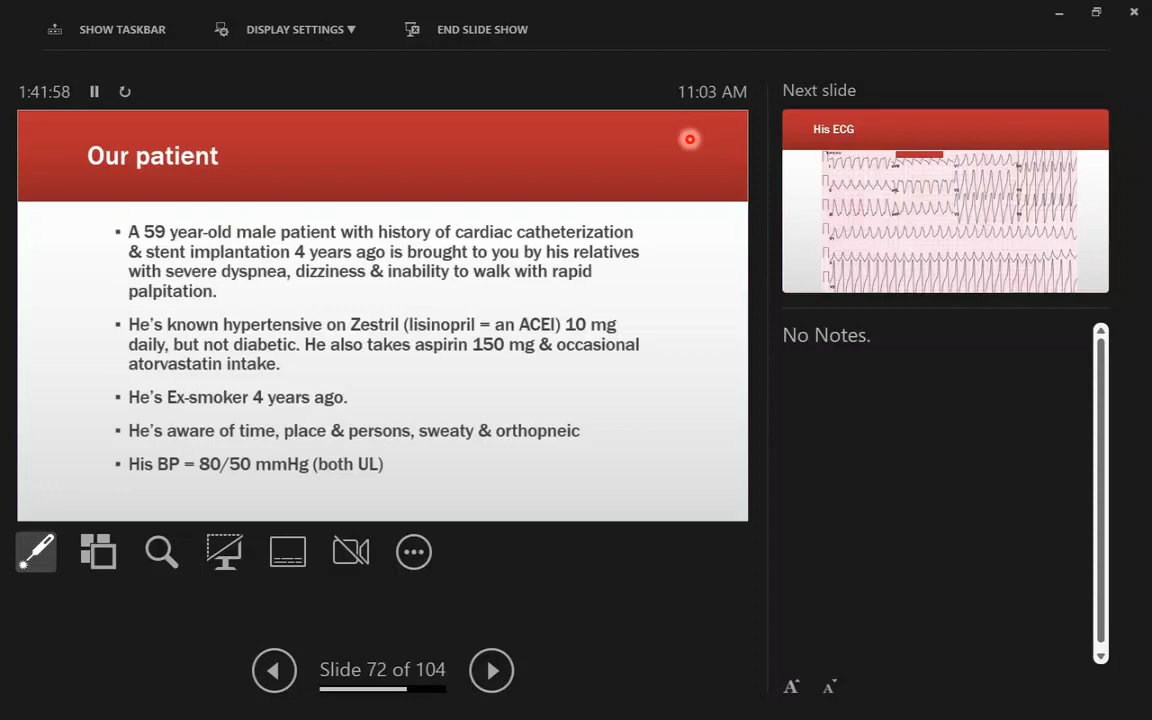 SHOW TASKBAR
DISPLAY SETTINGS ▼
END SLIDE SHOW
1:41:58
11:03 AM
Our patient
▪ A 59 year-old male patient with history of cardiac catheterization
& stent implantation 4 years ago is brought to you by his relatives
with severe dyspnea, dizziness & inability to walk with rapid
palpitation.
▪ He’s known hypertensive on Zestril (lisinopril = an ACEI) 10 mg
daily, but not diabetic. He also takes aspirin 150 mg & occasional
atorvastatin intake.
▪ He’s Ex-smoker 4 years ago.
▪ He’s aware of time, place & persons, sweaty & orthopneic
▪ His BP = 80/50 mmHg (both UL)
Slide 72 of 104
Next slide
His ECG
No Notes.
A A